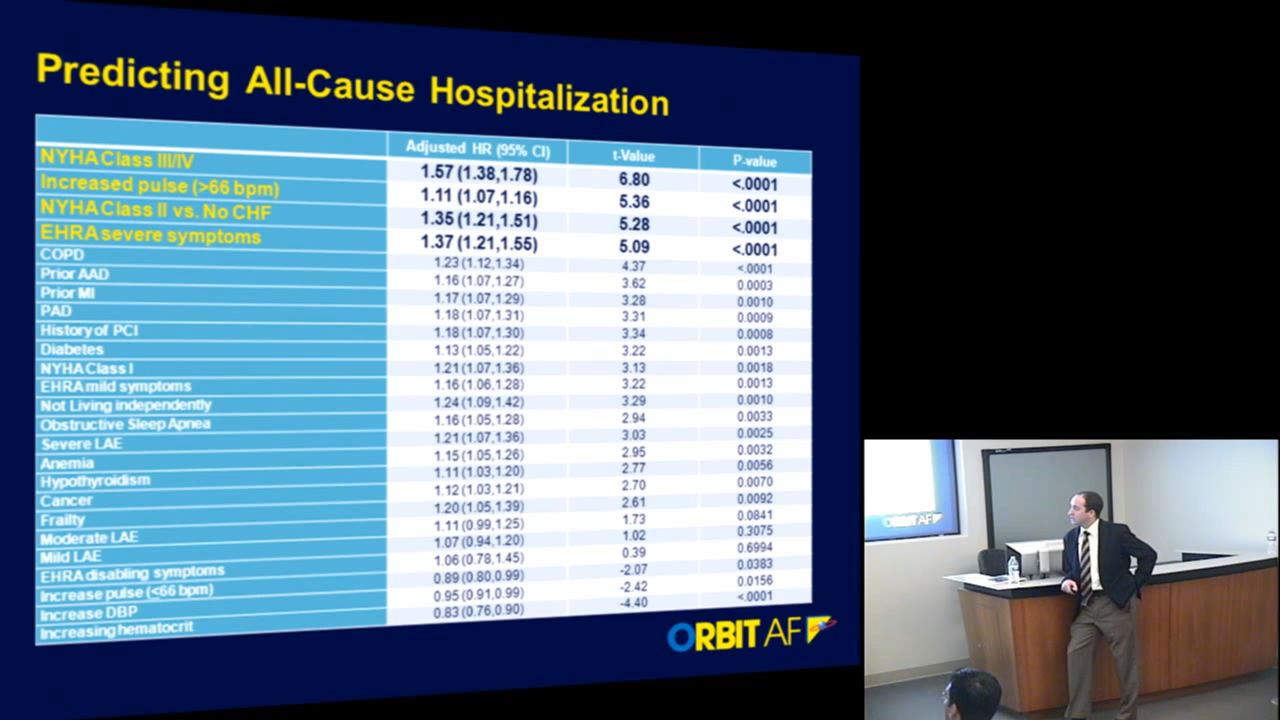 Predicting All-Cause Hospitalization
Adjusted HR (95% CI) t-Value P-value
NYHA Class III/IV 1.57 (1.38,1.78) 6.80 <.0001
Increased pulse (>66 bpm) 1.11 (1.07,1.16) 5.36 <.0001
NYHA Class II vs. No CHF 1.35 (1.21,1.51) 5.28 <.0001
EHRA severe symptoms 1.37 (1.21,1.55) 5.09 <.0001
COPD 1.23 (1.12,1.34) 4.37 <.0001
Prior AAD 1.16 (1.07,1.27) 3.62 0.0003
Prior MI 1.17 (1.07,1.29) 3.28 0.0010
PAD 1.18 (1.07,1.31) 3.31 0.0009
History of PCI 1.18 (1.07,1.30) 3.34 0.0008
Diabetes 1.13 (1.05,1.22) 3.22 0.0013
NYHA Class I 1.21 (1.07,1.36) 3.13 0.0018
EHRA mild symptoms 1.16 (1.06,1.28) 3.22 0.0013
Not Living independently 1.24 (1.09,1.42) 3.29 0.0010
Obstructive Sleep Apnea 1.16 (1.05,1.28) 2.94 0.0033
Severe LAE 1.21 (1.07,1.36) 3.03 0.0025
Anemia 1.15 (1.05,1.26) 2.95 0.0032
Hypothyroidism 1.11 (1.03,1.20) 2.77 0.0056
Cancer 1.12 (1.03,1.21) 2.70 0.0070
Frailty 1.20 (1.05,1.39) 2.61 0.0092
Moderate LAE 1.11 (0.99,1.25) 1.73 0.0841
Mild LAE 1.07 (0.94,1.20) 1.02 0.3075
EHRA disabling symptoms 1.06 (0.78,1.45) 0.39 0.6994
Increase pulse (<66 bpm) 0.89 (0.80,0.99) -2.07 0.0383
Increase DBP 0.95 (0.91,0.99) -2.42 0.0156
Increasing hematocrit 0.83 (0.76,0.90) -4.40 <.0001
ORBIT AF
ORBIT AF